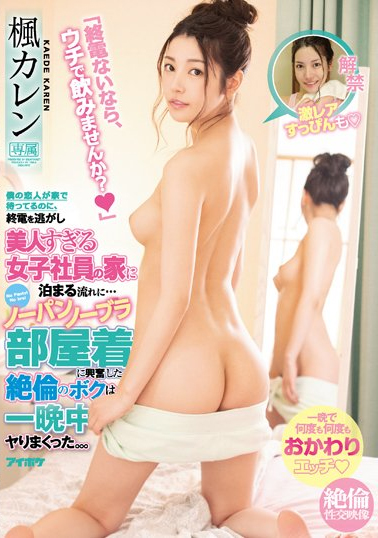 楓カレン
KAEDE KAREN
専属
「終電ないなら、
ウチで飲みませんか？♥」
解禁
激レア
すっぴんも♡
僕の恋人が家で
待ってるのに、
終電を逃がし
美人すぎる
女子社員の家に
泊まる流れに…
No Panties
No Bra!
ノーパンノーブラ
部屋着
に興奮した
絶倫のボクは
一晩中
ヤりまくった。。。
アイポケ
一晩で
何度も何度も
おかわり
エッチ♡
絶倫
性交映像